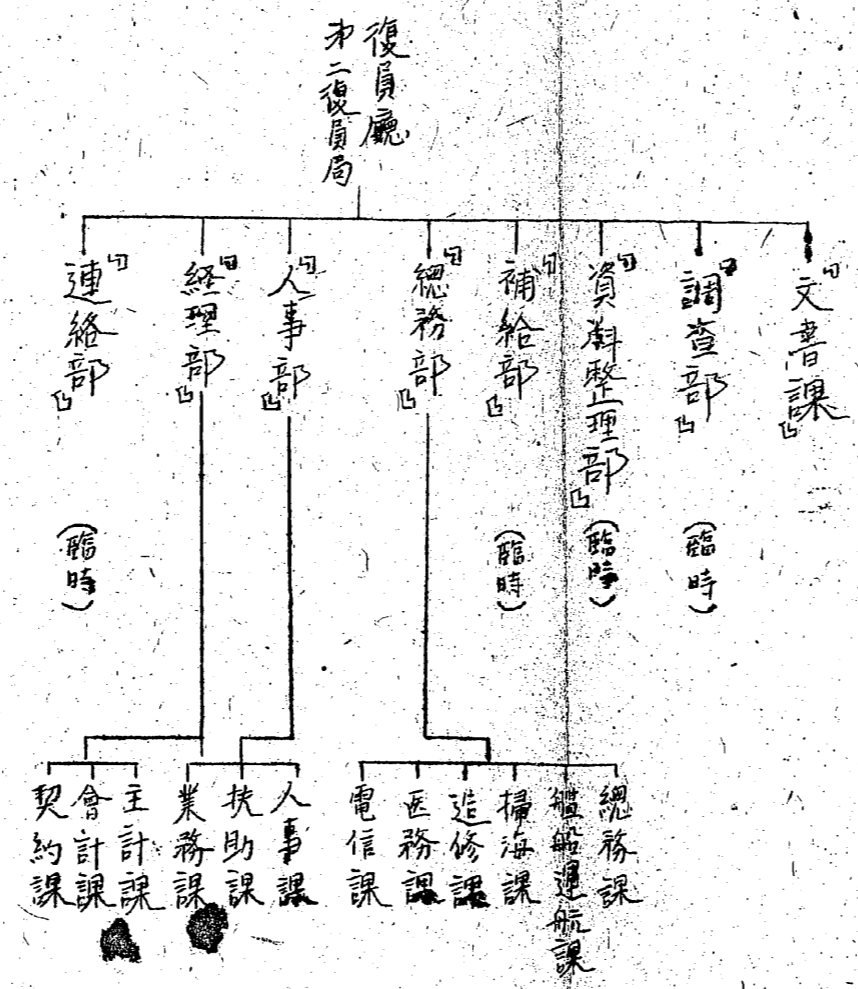 復員廳
第二復員局
文書課
調査部
(臨時)
資料整理部
(臨時)
補給部
(臨時)
總務部
人事部
経理部
連絡部
(臨時)
總務課
艦船運航課
掃海課
造修課
医務課
電信課
人事課
扶助課
業務課
主計課
會計課
契約課